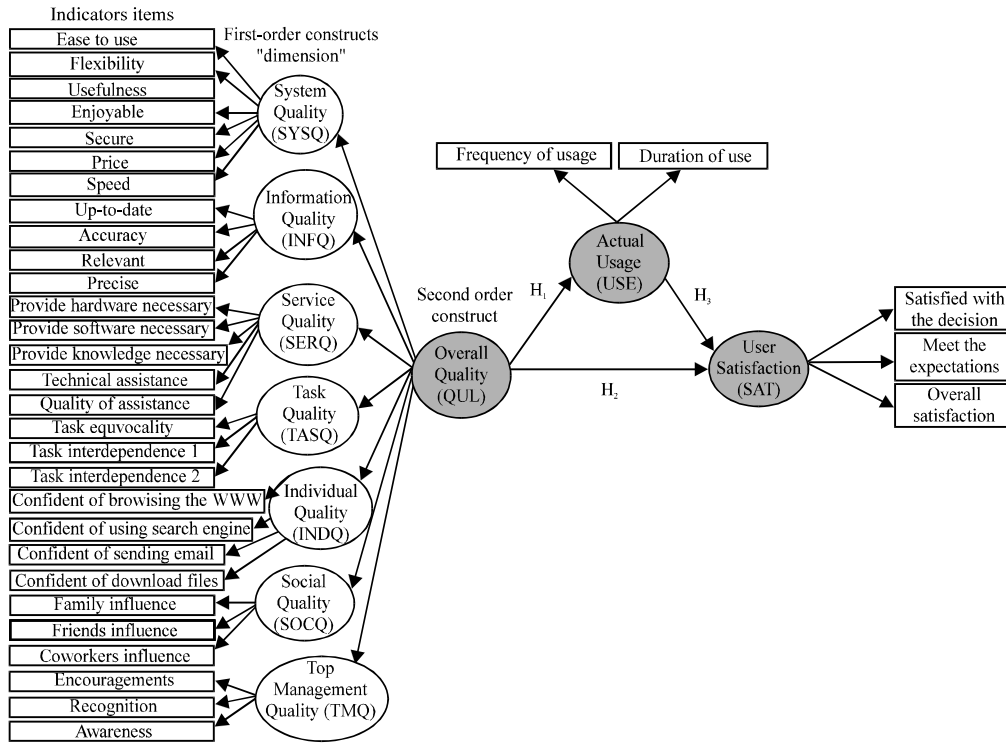 Indicators items
Ease to use
Flexibility
Usefulness
Enjoyable
Secure
Price
Speed
Up-to-date
Accuracy
Relevant
Precise
Provide hardware necessary
Provide software necessary
Provide knowledge necessary
Technical assistance
Quality of assistance
Task equvocality
Task interdependence 1
Task interdependence 2
Confident of browising the WWW
Confident of using search engine
Confident of sending email
Confident of download files
Family influence
Friends influence
Coworkers influence
Encouragements
Recognition
Awareness
First-order constructs
"dimension"
System
Quality
(SYSQ)
Information
Quality
(INFQ)
Service
Quality
(SERQ)
Task
Quality
(TASQ)
Individual
Quality
(INDQ)
Social
Quality
(SOCQ)
Top
Management
Quality (TMQ)
Second order
construct
Overall
Quality
(QUL)
H₁
H₂
H₃
Frequency of usage
Duration of use
Actual
Usage
(USE)
User
Satisfaction
(SAT)
Satisfied with
the decision
Meet the
expectations
Overall
satisfaction